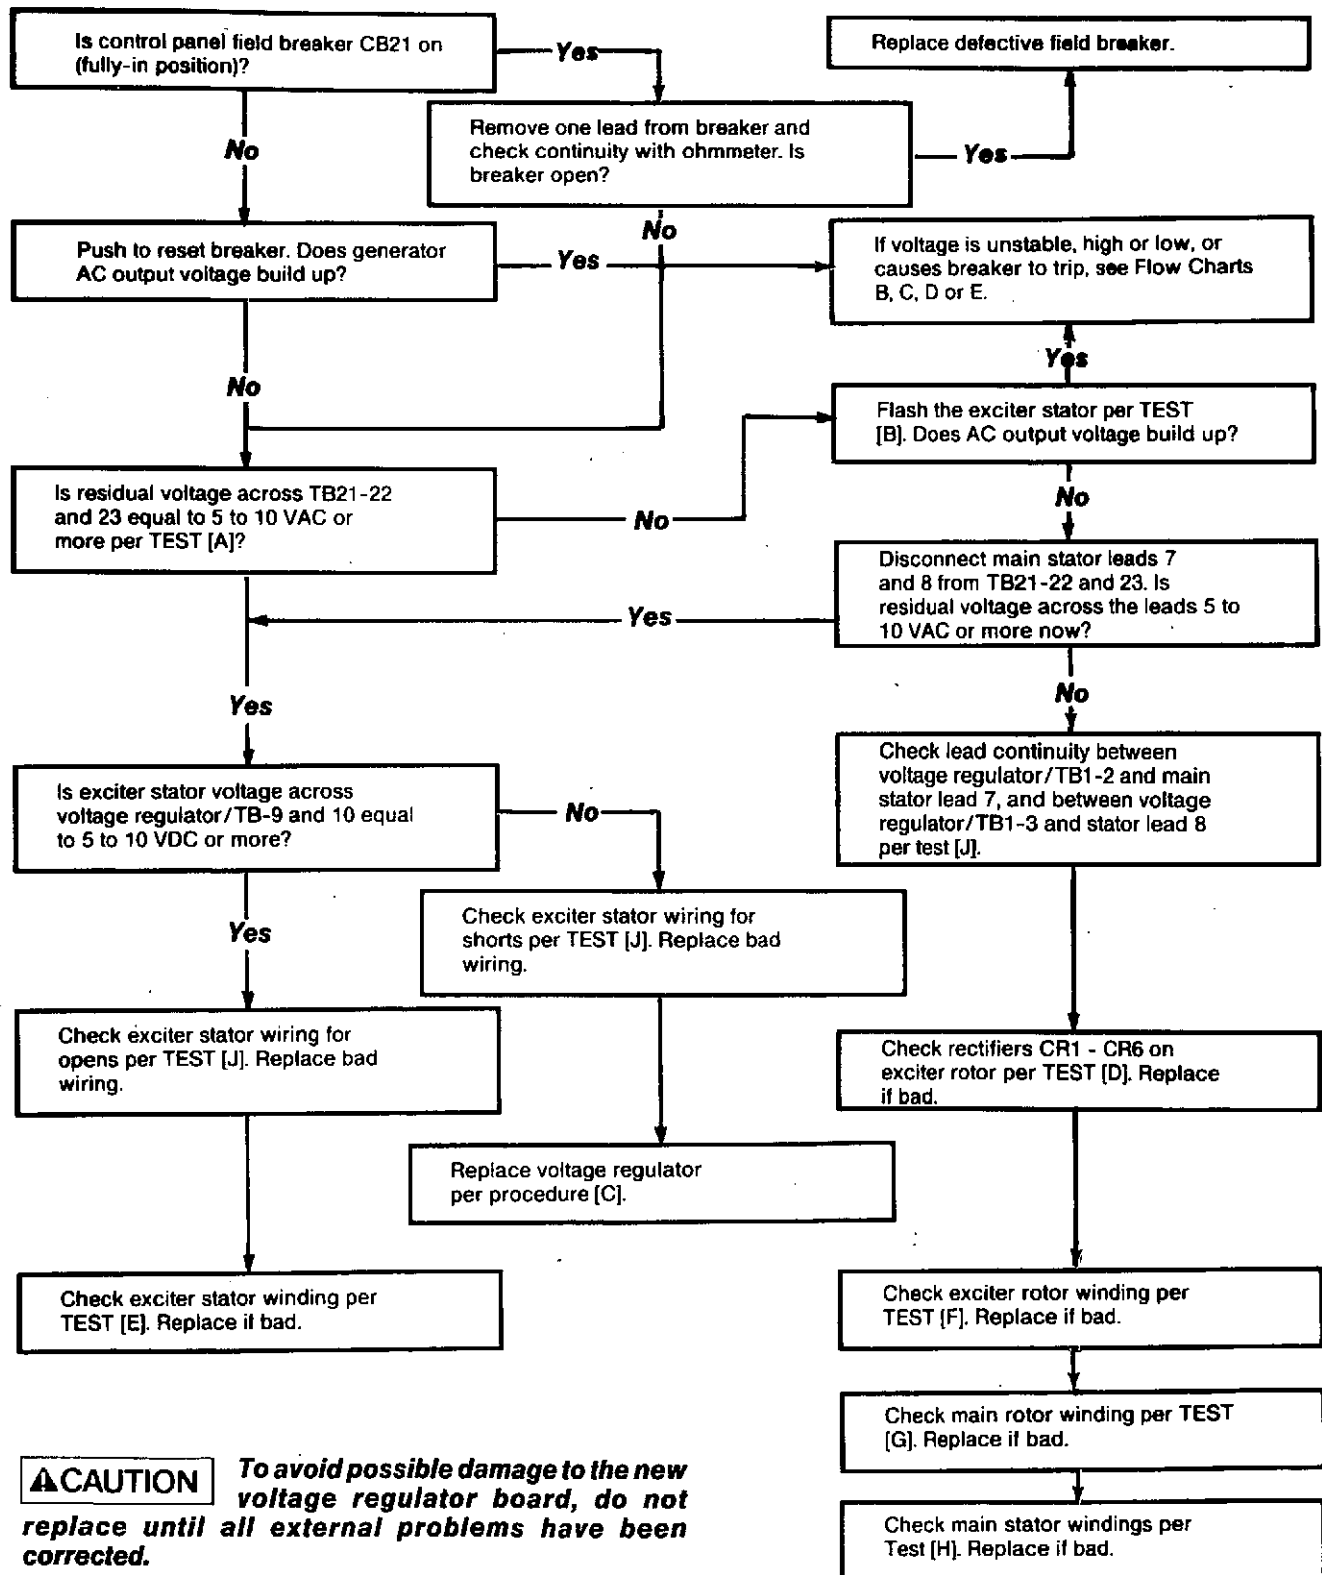 Is control panel field breaker CB21 on
(fully-in position)?
Yes
Replace defective field breaker.
Remove one lead from breaker and
check continuity with ohmmeter. Is
breaker open?
Yes
No
No
Push to reset breaker. Does generator
AC output voltage build up?
Yes
If voltage is unstable, high or low, or
causes breaker to trip, see Flow Charts
B, C, D or E.
Yes
No
Flash the exciter stator per TEST
[B]. Does AC output voltage build up?
Is residual voltage across TB21-22
and 23 equal to 5 to 10 VAC or
more per TEST [A]?
No
No
Disconnect main stator leads 7
and 8 from TB21-22 and 23. Is
residual voltage across the leads 5 to
10 VAC or more now?
Yes
No
Yes
Check lead continuity between
voltage regulator/TB1-2 and main
stator lead 7, and between voltage
regulator/TB1-3 and stator lead 8
per test [J].
Is exciter stator voltage across
voltage regulator/TB-9 and 10 equal
to 5 to 10 VDC or more?
No
Yes
Check exciter stator wiring for
shorts per TEST [J]. Replace bad
wiring.
Check exciter stator wiring for
opens per TEST [J]. Replace bad
wiring.
Check rectifiers CR1 - CR6 on
exciter rotor per TEST [D]. Replace
if bad.
Replace voltage regulator
per procedure [C].
Check exciter stator winding per
TEST [E]. Replace if bad.
Check exciter rotor winding per
TEST [F]. Replace if bad.
Check main rotor winding per TEST
[G]. Replace if bad.
Check main stator windings per
Test [H]. Replace if bad.
CAUTION To avoid possible damage to the new
voltage regulator board, do not
replace until all external problems have been
corrected.